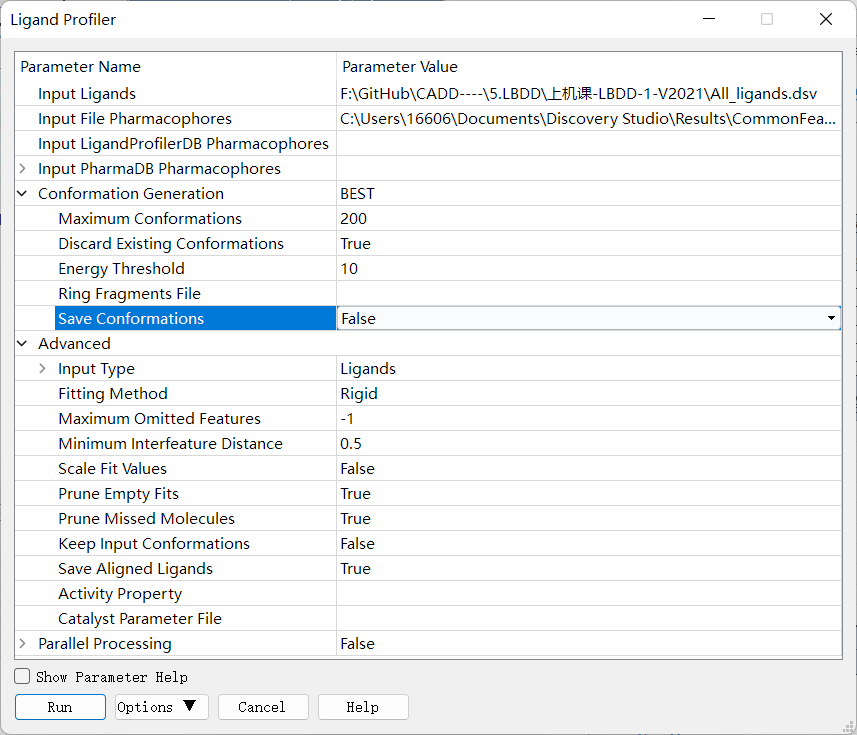 Ligand Profiler
Parameter Name Parameter Value
Input Ligands F:\GitHub\CADD----\5.LBDD\上机课-LBDD-1-V2021\All_ligands.dsv
Input File Pharmacophores C:\Users\16606\Documents\Discovery Studio\Results\CommonFea...
Input LigandProfilerDB Pharmacophores
Input PharmaDB Pharmacophores
Conformation Generation BEST
Maximum Conformations 200
Discard Existing Conformations True
Energy Threshold 10
Ring Fragments File
Save Conformations False
Advanced
Input Type Ligands
Fitting Method Rigid
Maximum Omitted Features -1
Minimum Interfeature Distance 0.5
Scale Fit Values False
Prune Empty Fits True
Prune Missed Molecules True
Keep Input Conformations False
Save Aligned Ligands True
Activity Property
Catalyst Parameter File
Parallel Processing False
Show Parameter Help
Run Options ▼ Cancel Help